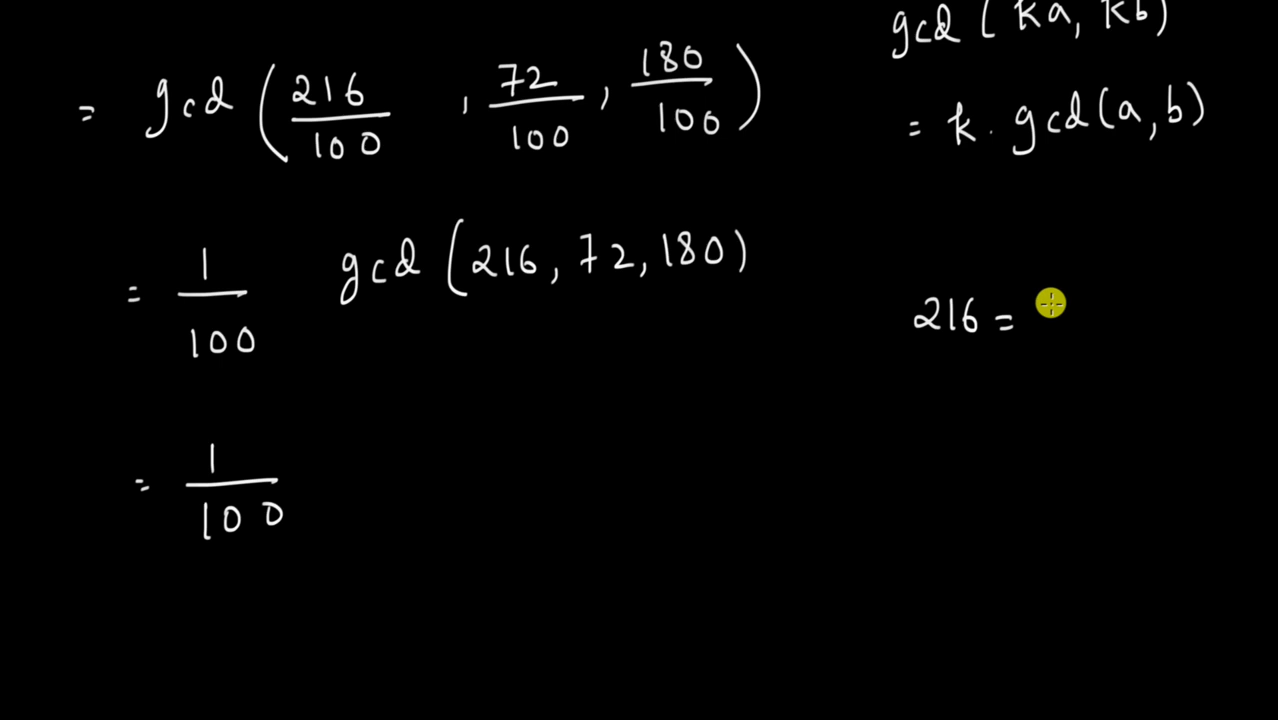 gcd (ka, kb)
= gcd (216/100, 72/100, 180/100)
= k. gcd(a, b)
= 1/100 gcd (216, 72, 180)
216 =
= 1/100